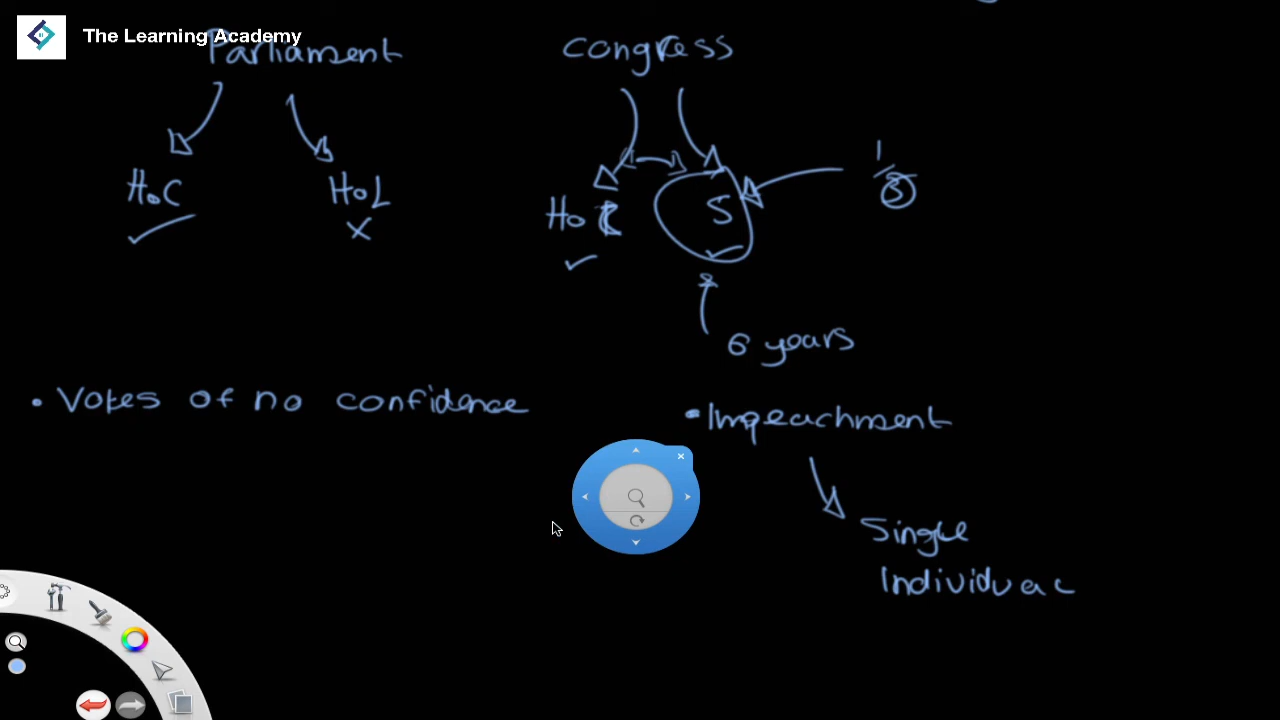 The Learning Academy
Parliament
Congress
HoC
HoL
X
HoR
S
1/3
6 years
• Votes of no confidence
• Impeachment
Single
Individual